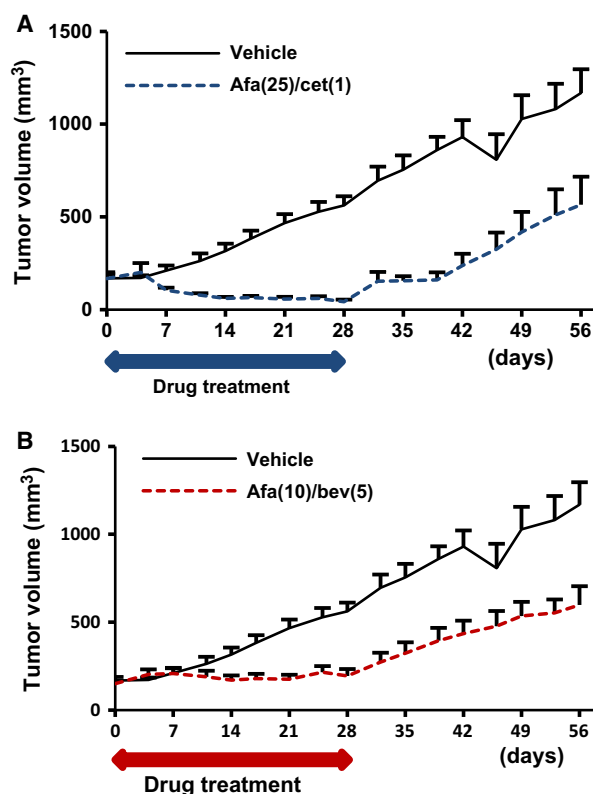 A
1500
1000
500
0
Tumor volume (mm³)
Vehicle
Afa(25)/cet(1)
0 7 14 21 28 35 42 49 56
(days)
Drug treatment
B
1500
1000
500
0
Tumor volume (mm³)
Vehicle
Afa(10)/bev(5)
0 7 14 21 28 35 42 49 56
(days)
Drug treatment